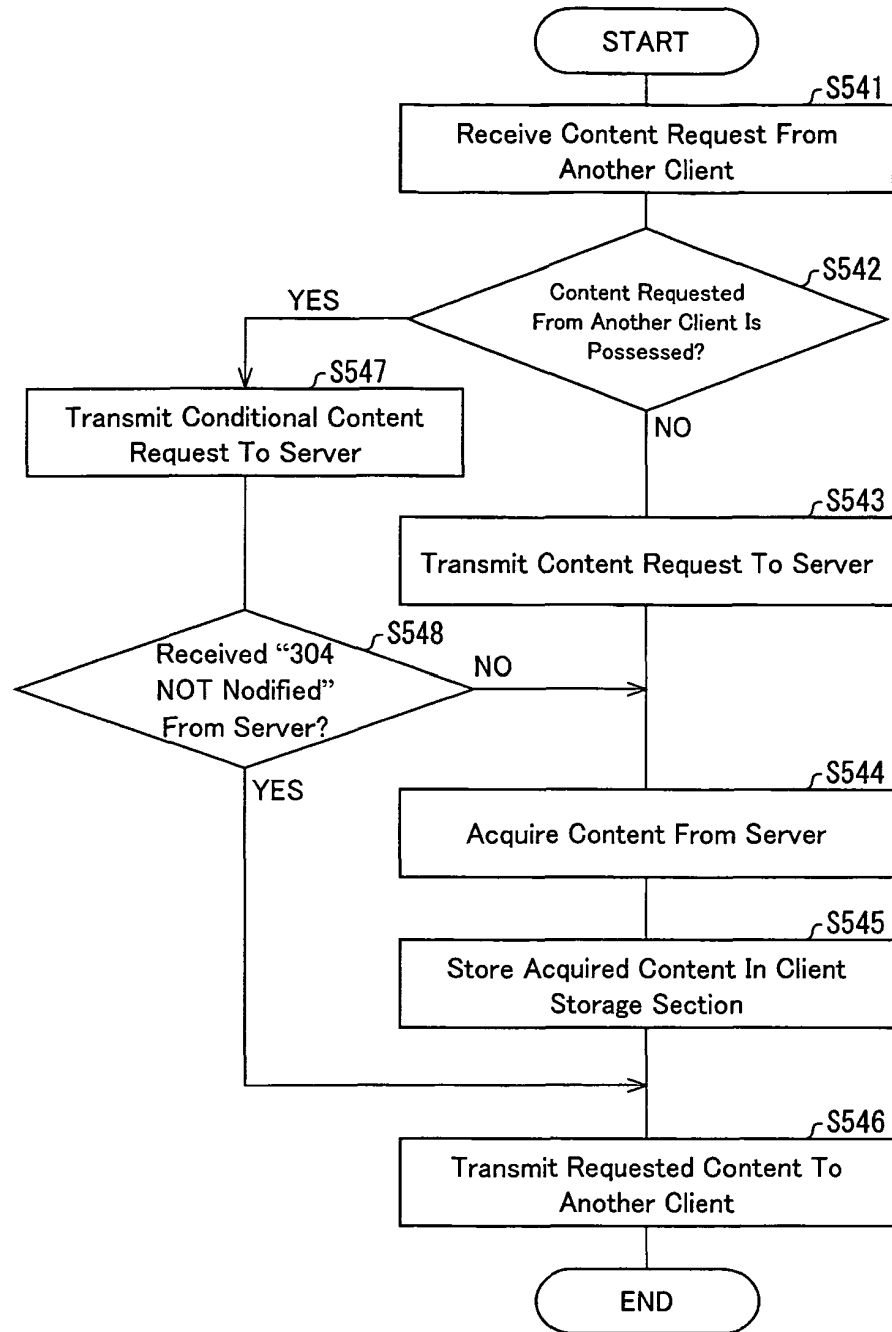 START
S541
Receive Content Request From
Another Client
S542
Content Requested
From Another Client Is
Possessed?
YES
NO
S547
Transmit Conditional Content
Request To Server
S543
Transmit Content Request To Server
S548
Received “304
NOT Nodified”
From Server?
NO
YES
S544
Acquire Content From Server
S545
Store Acquired Content In Client
Storage Section
S546
Transmit Requested Content To
Another Client
END